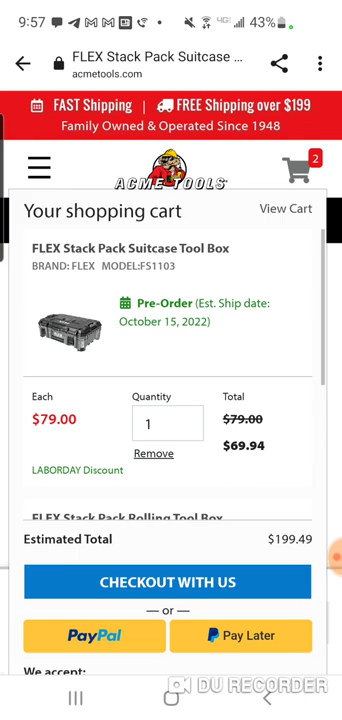 9:57
4G
43%
FLEX Stack Pack Suitcase ...
acmetools.com
FAST Shipping | FREE Shipping over $199
Family Owned & Operated Since 1948
ACME TOOLS
2
Your shopping cart
View Cart
FLEX Stack Pack Suitcase Tool Box
BRAND: FLEX MODEL:FS1103
Pre-Order (Est. Ship date:
October 15, 2022)
Each
Quantity
Total
$79.00
1
$79.00
$69.94
Remove
LABORDAY Discount
FLEX Stack Pack Rolling Tool Box
Estimated Total
$199.49
CHECKOUT WITH US
— or —
PayPal
Pay Later
We accept:
DU RECORDER